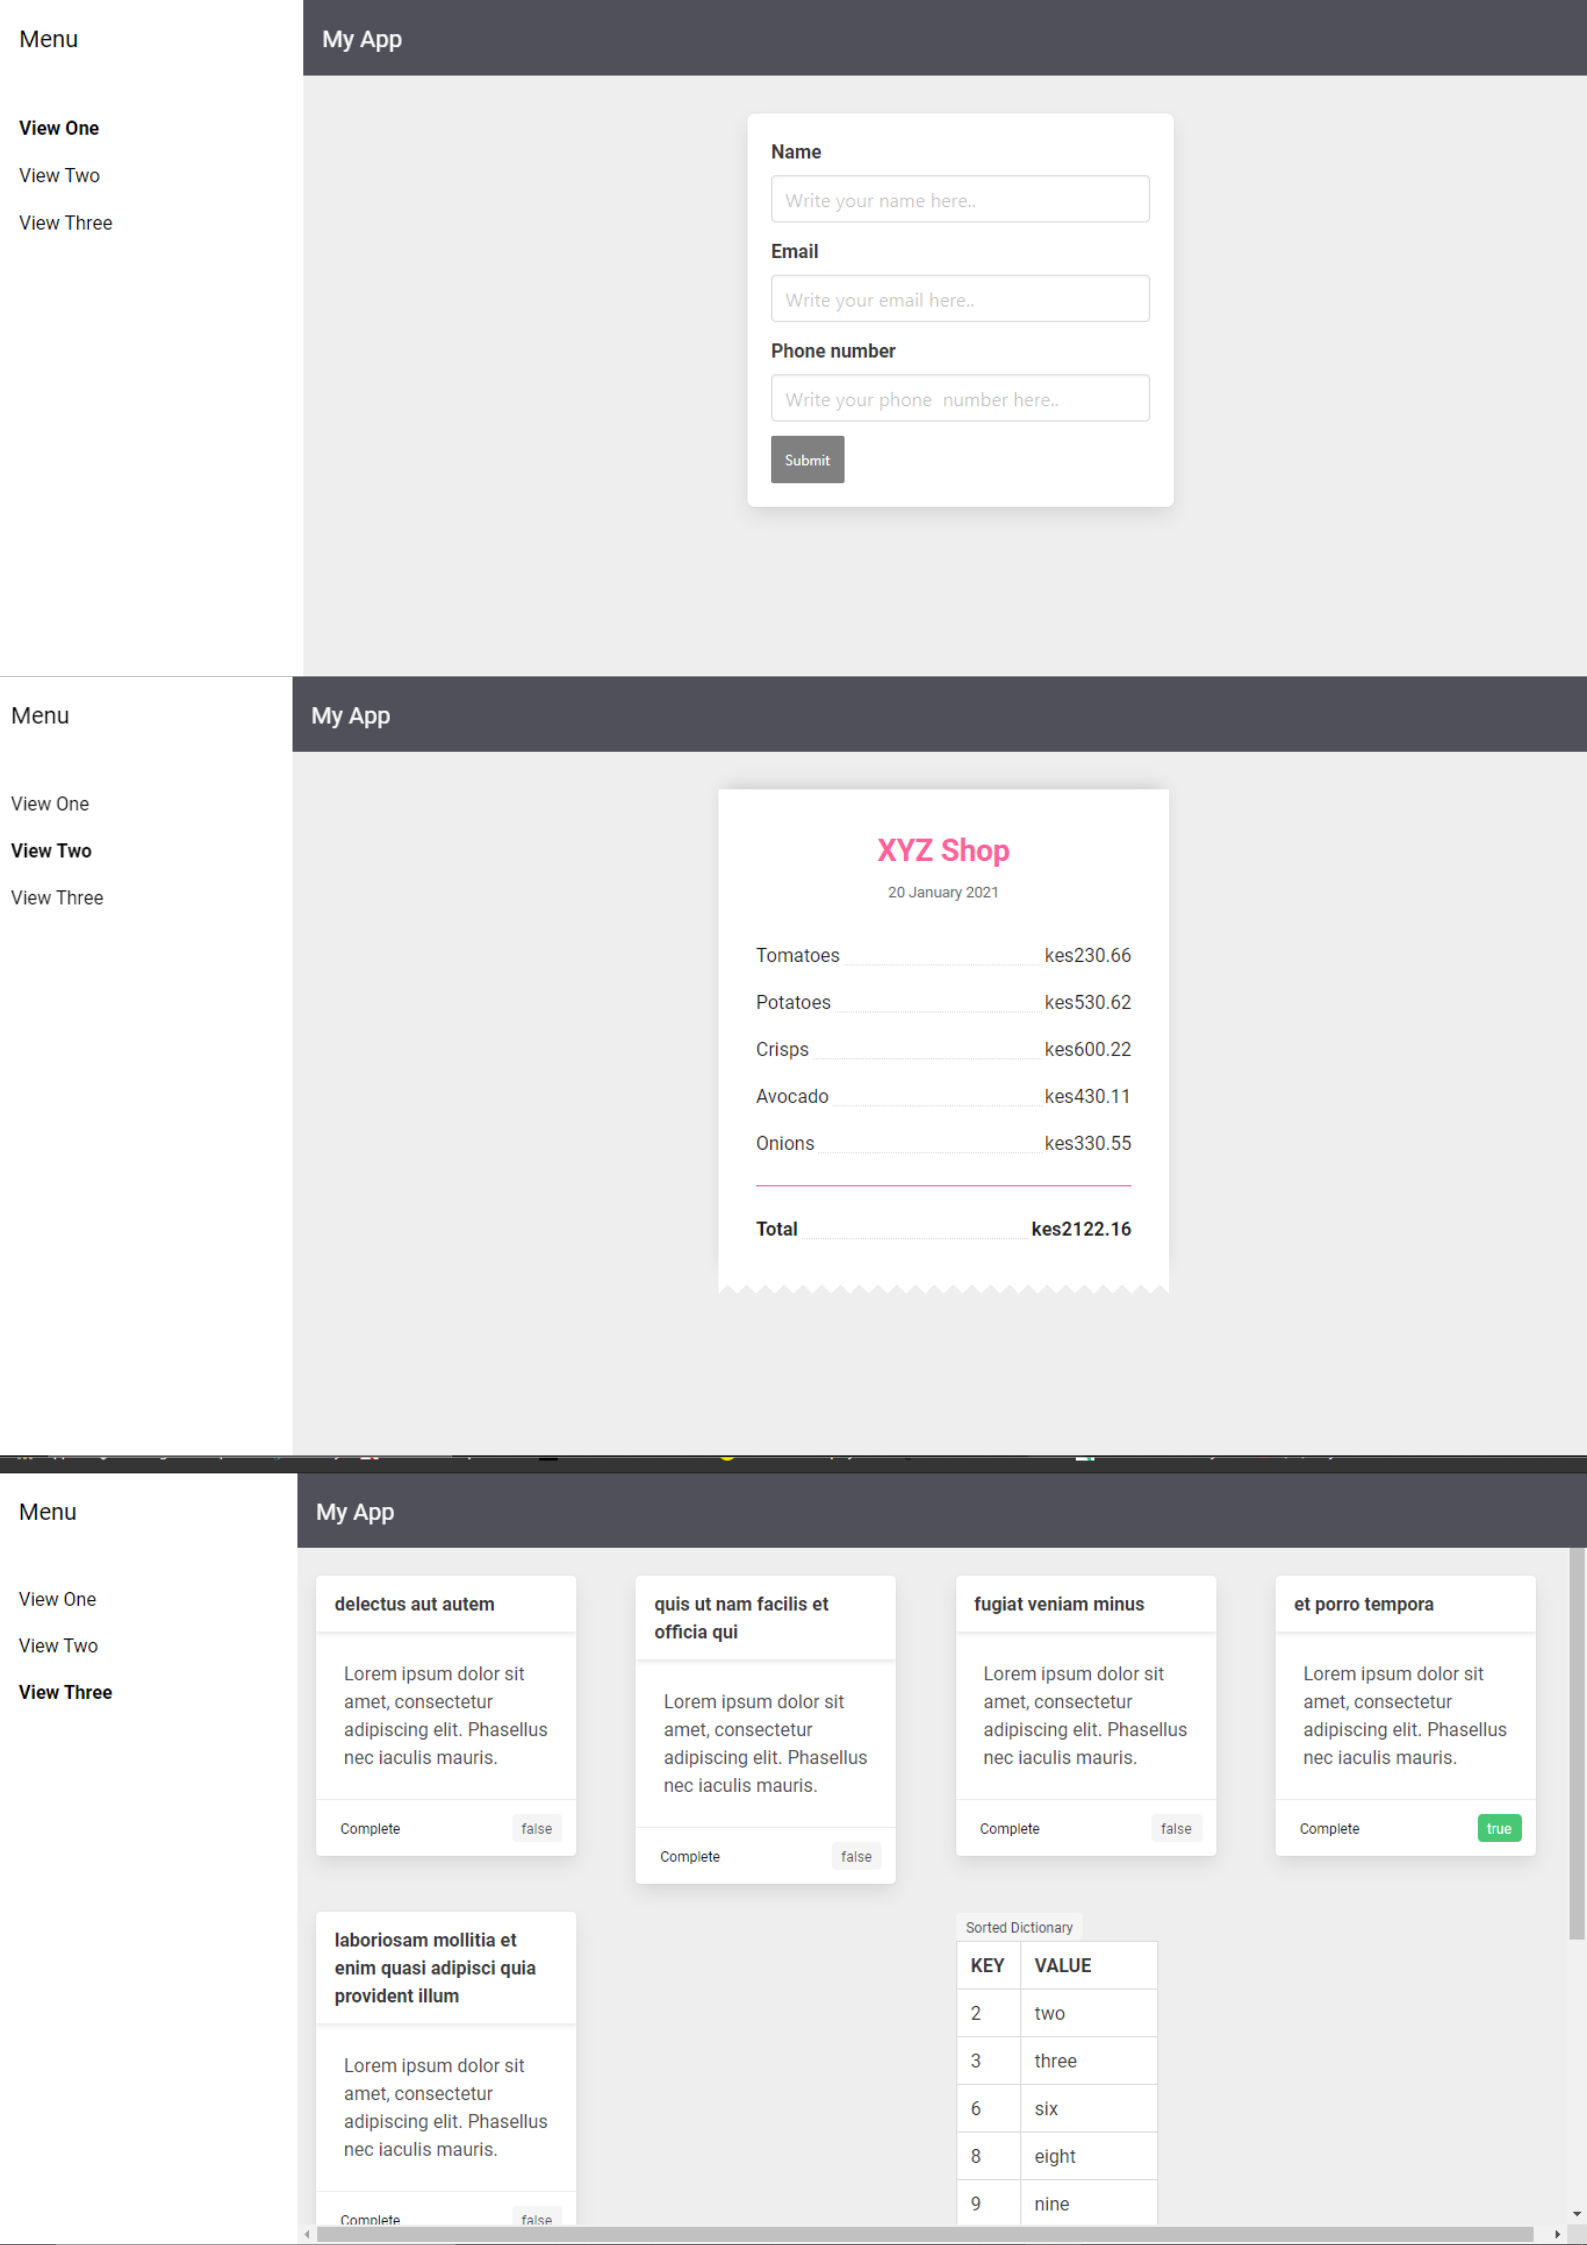 Menu
My App
View One
View Two
View Three
Name
Write your name here..
Email
Write your email here..
Phone number
Write your phone  number here..
Submit
Menu
My App
View One
View Two
View Three
XYZ Shop
20 January 2021
Tomatoes kes230.66
Potatoes kes530.62
Crisps kes600.22
Avocado kes430.11
Onions kes330.55
Total kes2122.16
Menu
My App
View One
View Two
View Three
delectus aut autem
Lorem ipsum dolor sit
amet, consectetur
adipiscing elit. Phasellus
nec iaculis mauris.
Complete false
quis ut nam facilis et
officia qui
Lorem ipsum dolor sit
amet, consectetur
adipiscing elit. Phasellus
nec iaculis mauris.
Complete false
fugiat veniam minus
Lorem ipsum dolor sit
amet, consectetur
adipiscing elit. Phasellus
nec iaculis mauris.
Complete false
et porro tempora
Lorem ipsum dolor sit
amet, consectetur
adipiscing elit. Phasellus
nec iaculis mauris.
Complete true
laboriosam mollitia et
enim quasi adipisci quia
provident illum
Lorem ipsum dolor sit
amet, consectetur
adipiscing elit. Phasellus
nec iaculis mauris.
Complete false
Sorted Dictionary
KEY VALUE
2 two
3 three
6 six
8 eight
9 nine